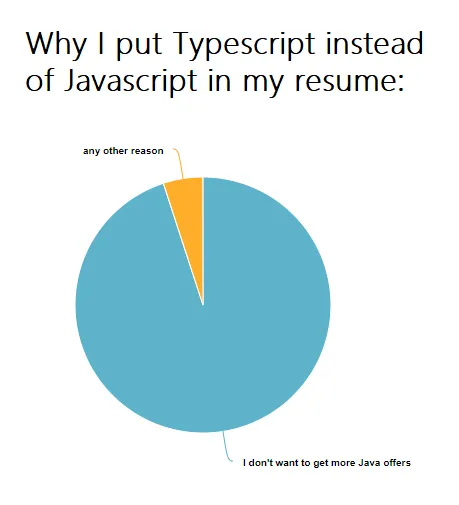 Why I put Typescript instead
of Javascript in my resume:
any other reason
I don't want to get more Java offers